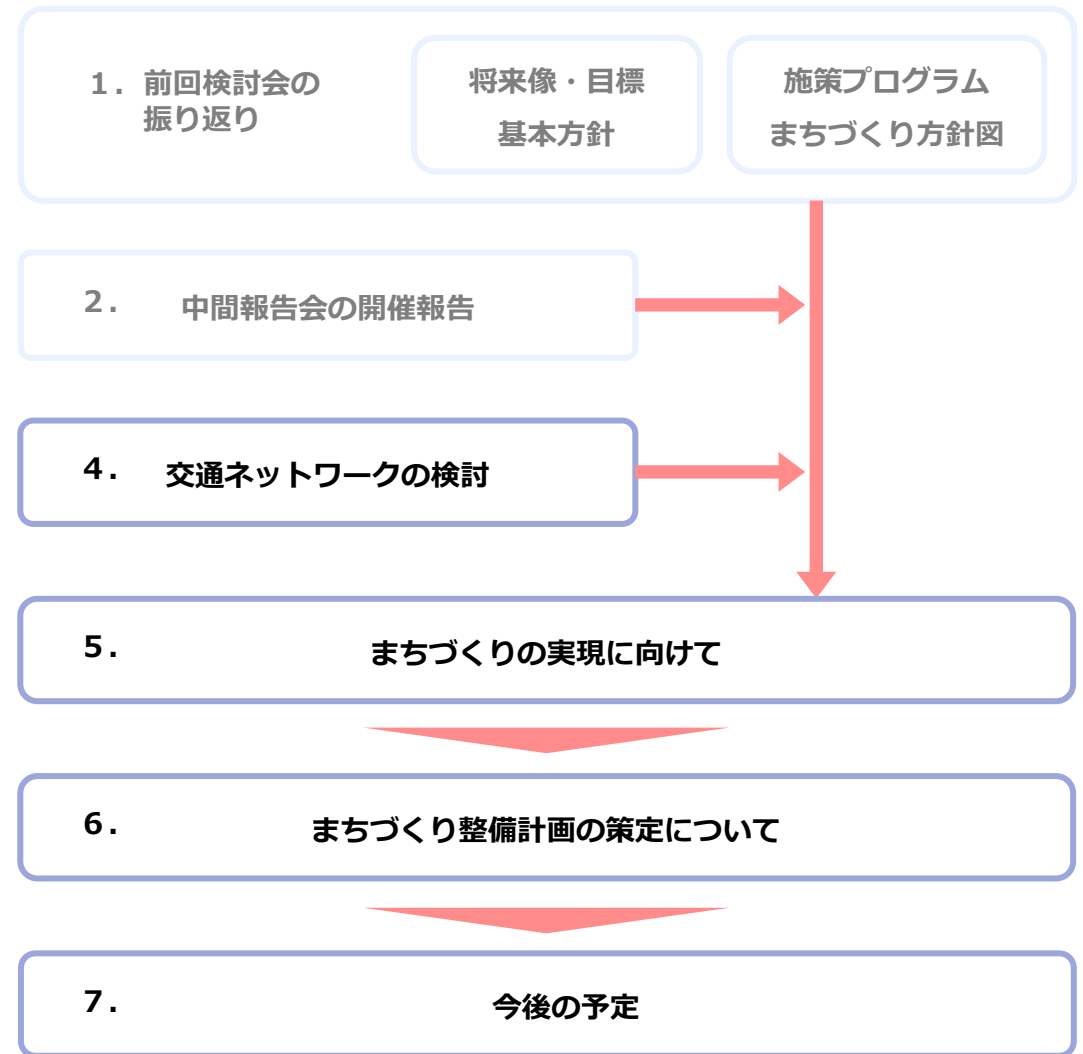 1．前回検討会の
振り返り
将来像・目標
基本方針
施策プログラム
まちづくり方針図
2．　中間報告会の開催報告
4．　交通ネットワークの検討
5．　まちづくりの実現に向けて
6．　まちづくり整備計画の策定について
7．　今後の予定